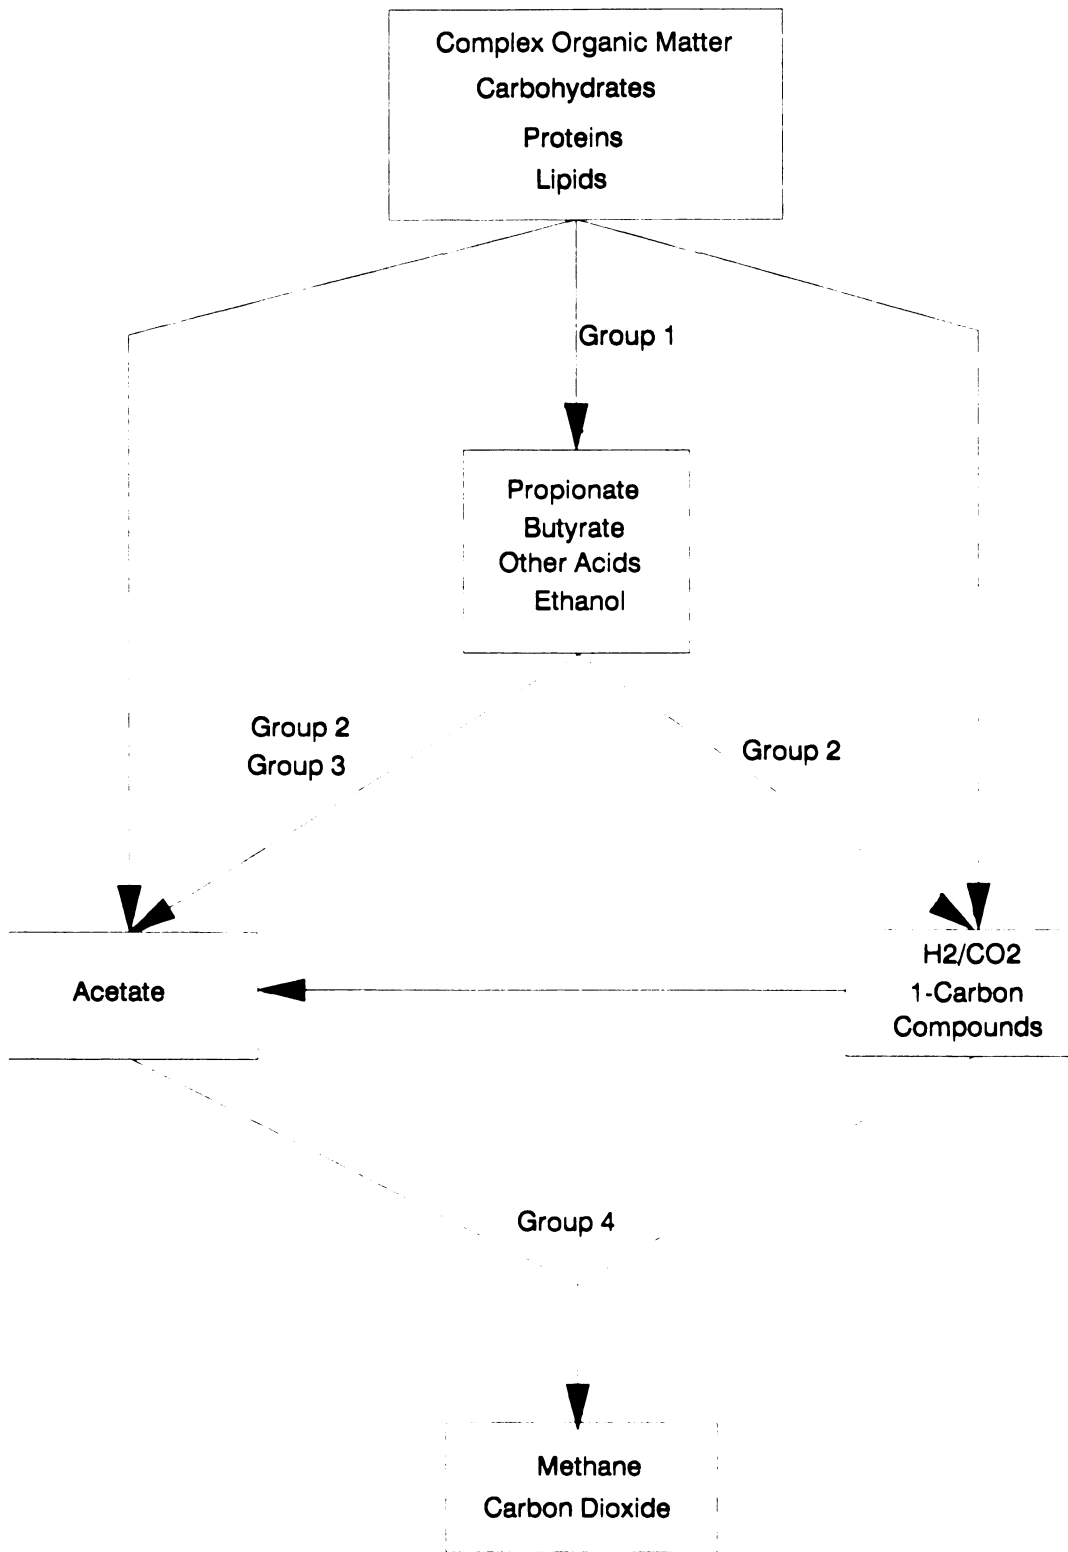 Complex Organic Matter
Carbohydrates
Proteins
Lipids
Group 1
Propionate
Butyrate
Other Acids
Ethanol
Group 2
Group 3
Group 2
Acetate
H2/CO2
1-Carbon
Compounds
Group 4
Methane
Carbon Dioxide